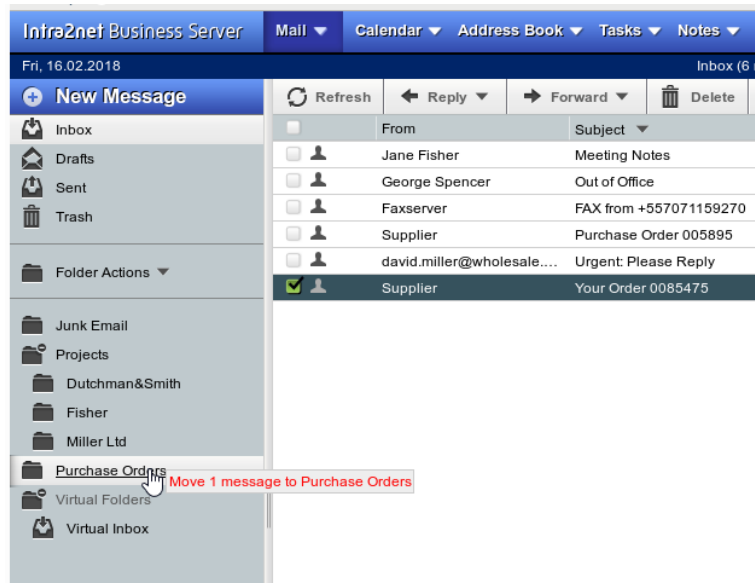 Intra2net Business Server Mail Calendar Address Book Tasks Notes
Fri, 16.02.2018 Inbox (6
New Message Refresh Reply Forward Delete
Inbox From Subject
Drafts Jane Fisher Meeting Notes
Sent George Spencer Out of Office
Trash Faxserver FAX from +557071159270
Supplier Purchase Order 005895
Folder Actions david.miller@wholesale.... Urgent: Please Reply
Supplier Your Order 0085475
Junk Email
Projects
Dutchman&Smith
Fisher
Miller Ltd
Purchase Orders Move 1 message to Purchase Orders
Virtual Folders
Virtual Inbox